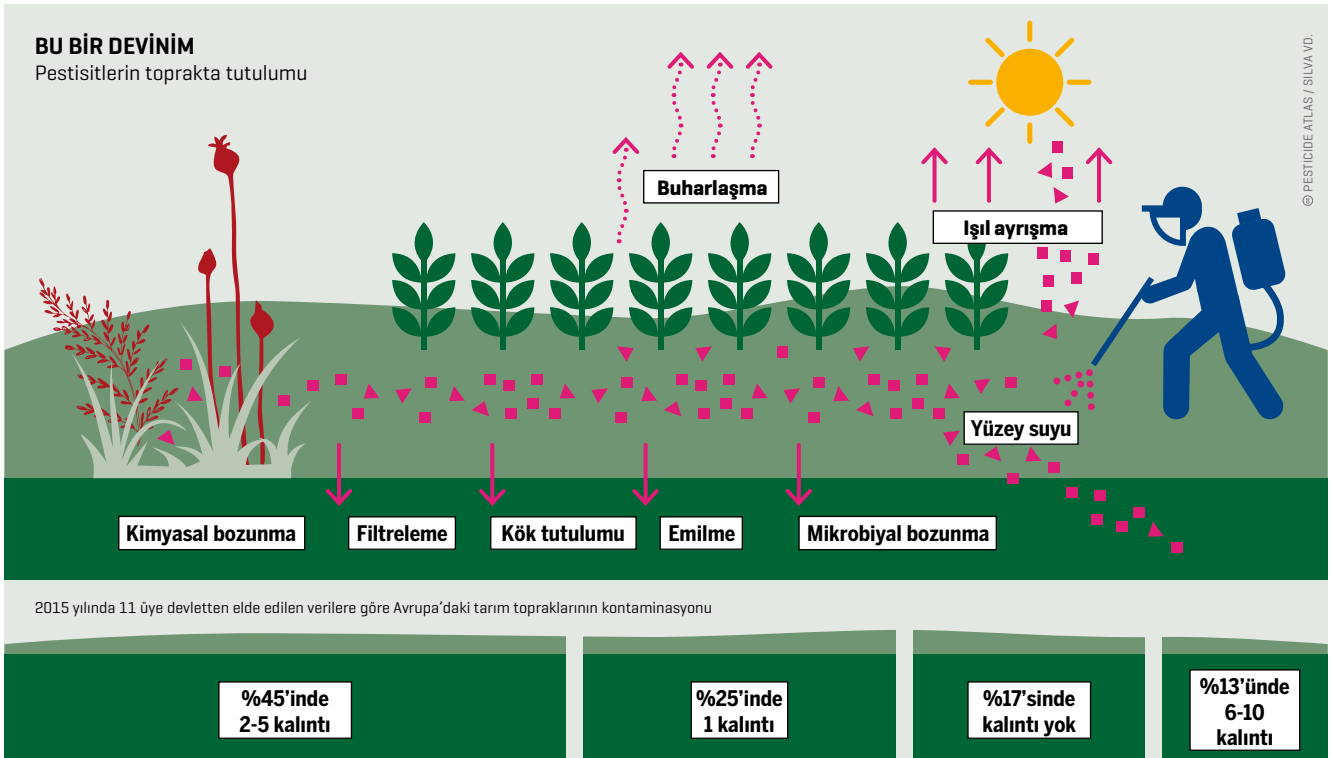 BU BİR DEVİNİM
Pestisitlerin toprakta tutulumu
© PESTICIDE ATLAS / SILVA VD.
Buharlaşma
Işıl ayrışma
Yüzey suyu
Kimyasal bozunma
Filtreleme
Kök tutulumu
Emilme
Mikrobiyal bozunma
2015 yılında 11 üye devletten elde edilen verilere göre Avrupa’daki tarım topraklarının kontaminasyonu
%45’inde
2-5 kalıntı
%25’inde
1 kalıntı
%17’sinde
kalıntı yok
%13’ünde
6-10
kalıntı